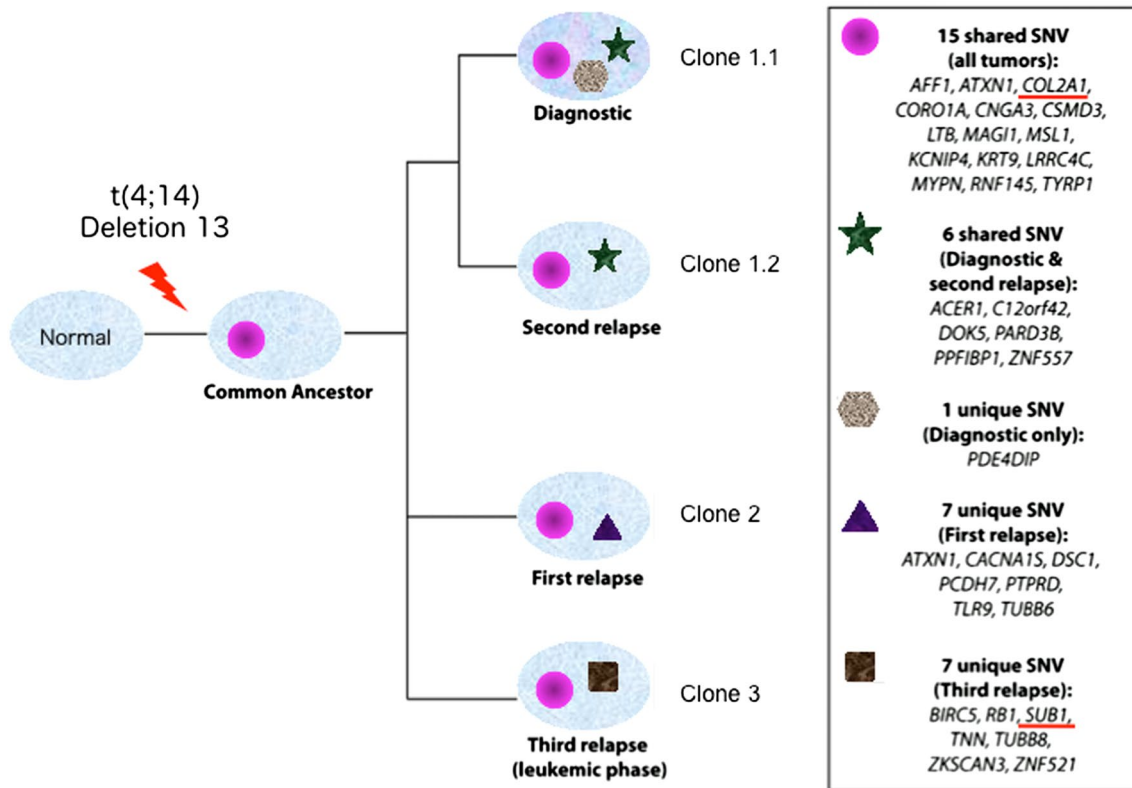 t(4;14)
Deletion 13
Normal
Common Ancestor
Diagnostic
Clone 1.1
Second relapse
Clone 1.2
First relapse
Clone 2
Third relapse
(leukemic phase)
Clone 3
15 shared SNV
(all tumors):
AFF1, ATXN1, COL2A1,
CORO1A, CNGA3, CSMD3,
LTB, MAGI1, MSL1,
KCNIP4, KRT9, LRRC4C,
MYPN, RNF145, TYRP1
6 shared SNV
(Diagnostic &
second relapse):
ACER1, C12orf42,
DOK5, PARD3B,
PPFIBP1, ZNF557
1 unique SNV
(Diagnostic only):
PDE4DIP
7 unique SNV
(First relapse):
ATXN1, CACNA1S, DSC1,
PCDH7, PTPRD,
TLR9, TUBB6
7 unique SNV
(Third relapse):
BIRC5, RB1, SUB1,
TNN, TUBB8,
ZKSCAN3, ZNF521